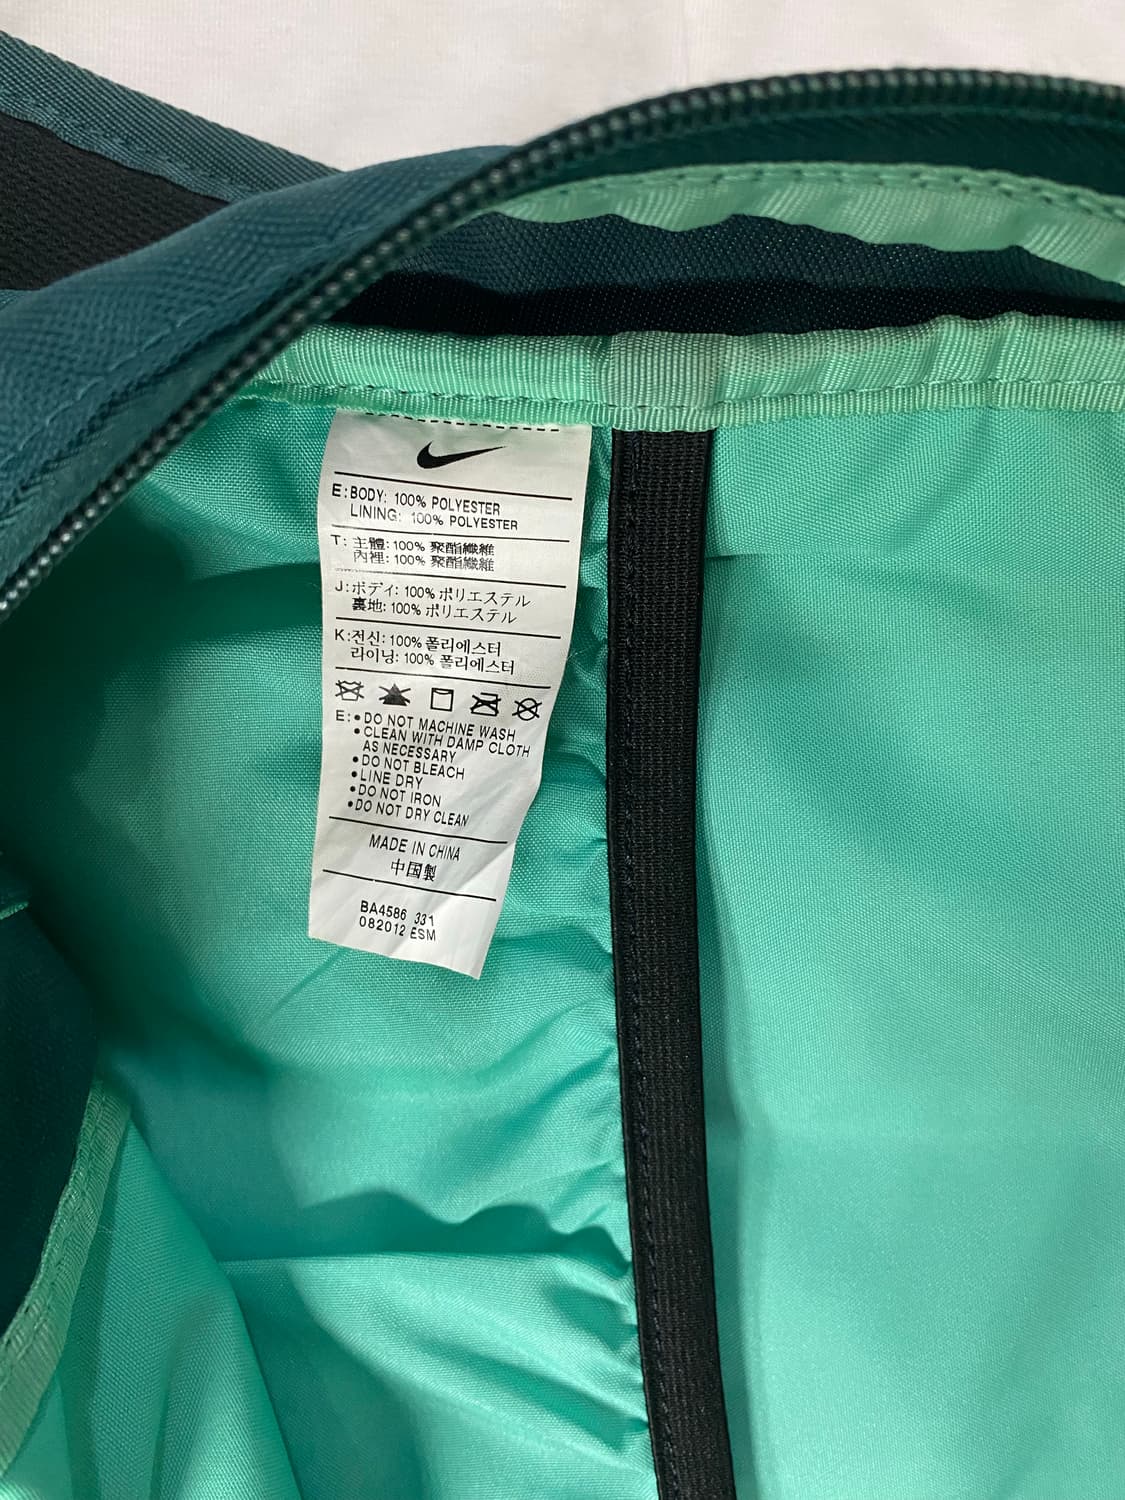 E: BODY: 100% POLYESTER
LINING: 100% POLYESTER
T: 主體: 100% 聚酯纖維
內裡: 100% 聚酯纖維
J: ボディ: 100% ポリエステル
裏地: 100% ポリエステル
K: 전신: 100% 폴리에스터
라이닝: 100% 폴리에스터
E: • DO NOT MACHINE WASH
• CLEAN WITH DAMP CLOTH
AS NECESSARY
• DO NOT BLEACH
• LINE DRY
• DO NOT IRON
• DO NOT DRY CLEAN
MADE IN CHINA
中国製
BA4586 331
082012 ESM